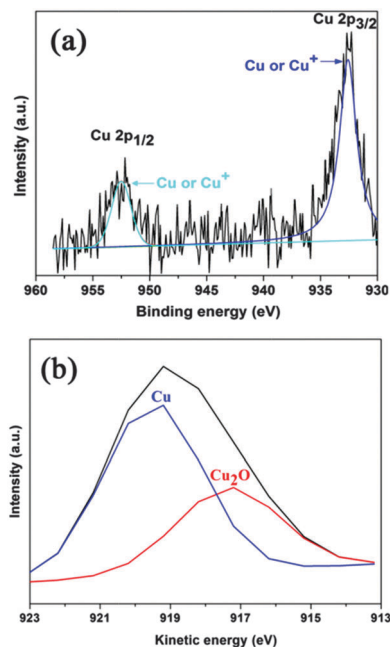 (a)
Cu 2p3/2
Cu or Cu+
Cu 2p1/2
Cu or Cu+
Intensity (a.u.)
960 955 950 945 940 935 930
Binding energy (eV)
(b)
Cu
Cu2O
Intensity (a.u.)
923 921 919 917 915 913
Kinetic energy (eV)